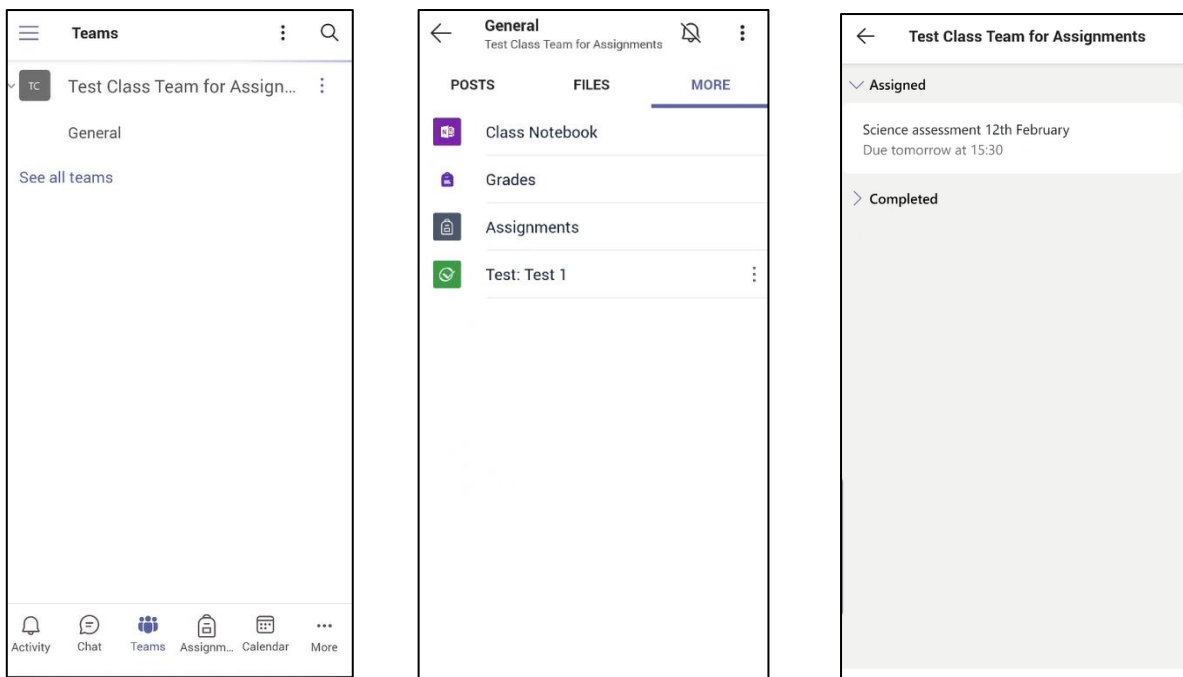 Teams
TC
Test Class Team for Assign...
General
See all teams
Activity
Chat
Teams
Assignm...
Calendar
More
General
Test Class Team for Assignments
POSTS
FILES
MORE
Class Notebook
Grades
Assignments
Test: Test 1
Test Class Team for Assignments
Assigned
Science assessment 12th February
Due tomorrow at 15:30
Completed